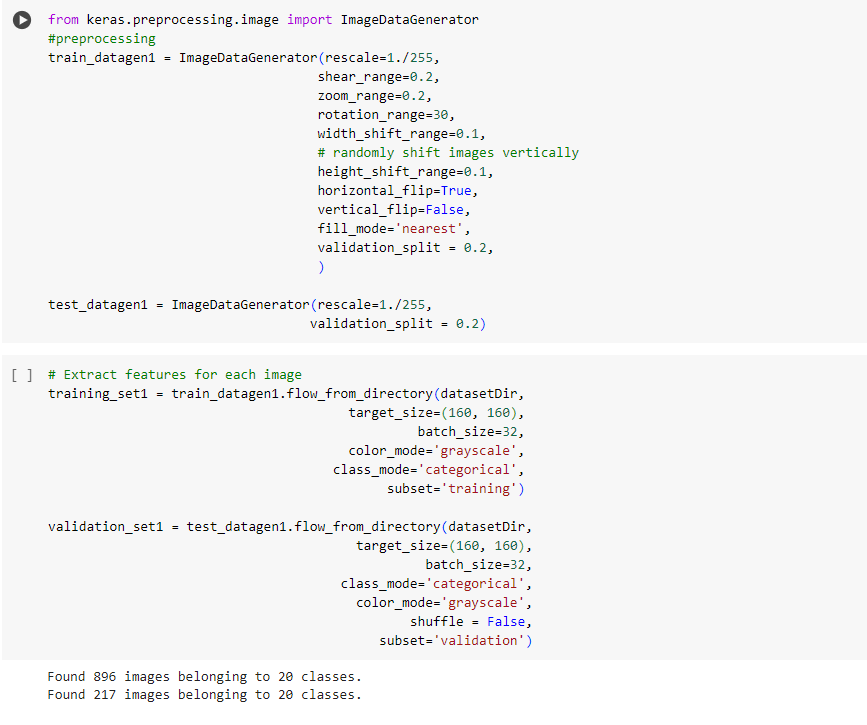 from keras.preprocessing.image import ImageDataGenerator
#preprocessing
train_datagen1 = ImageDataGenerator(rescale=1./255,
shear_range=0.2,
zoom_range=0.2,
rotation_range=30,
width_shift_range=0.1,
# randomly shift images vertically
height_shift_range=0.1,
horizontal_flip=True,
vertical_flip=False,
fill_mode='nearest',
validation_split = 0.2,
)
test_datagen1 = ImageDataGenerator(rescale=1./255,
validation_split = 0.2)
[ ] # Extract features for each image
training_set1 = train_datagen1.flow_from_directory(datasetDir,
target_size=(160, 160),
batch_size=32,
color_mode='grayscale',
class_mode='categorical',
subset='training')
validation_set1 = test_datagen1.flow_from_directory(datasetDir,
target_size=(160, 160),
batch_size=32,
class_mode='categorical',
color_mode='grayscale',
shuffle = False,
subset='validation')
Found 896 images belonging to 20 classes.
Found 217 images belonging to 20 classes.